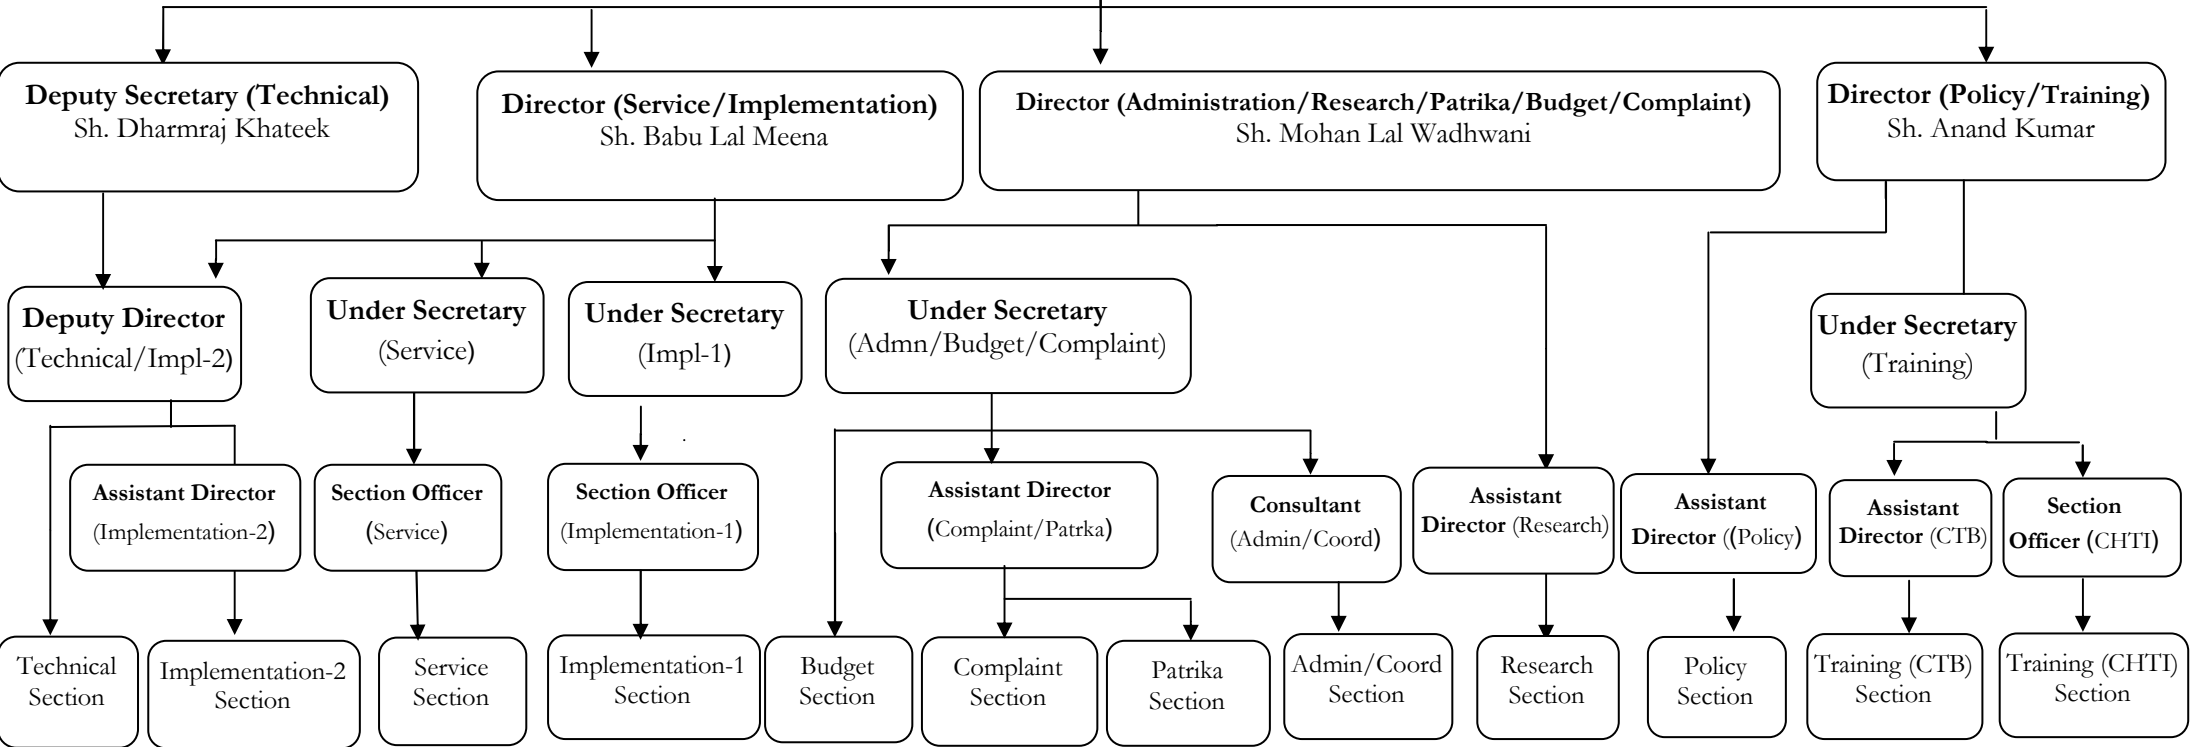 Deputy Secretary (Technical)
Sh. Dharmraj Khateek
Director (Service/Implementation)
Sh. Babu Lal Meena
Director (Administration/Research/Patrika/Budget/Complaint)
Sh. Mohan Lal Wadhwani
Director (Policy/Training)
Sh. Anand Kumar
Deputy Director
(Technical/Impl-2)
Under Secretary
(Service)
Under Secretary
(Impl-1)
Under Secretary
(Admn/Budget/Complaint)
Under Secretary
(Training)
Assistant Director
(Implementation-2)
Section Officer
(Service)
Section Officer
(Implementation-1)
Assistant Director
(Complaint/Patrka)
Consultant
(Admin/Coord)
Assistant
Director (Research)
Assistant
Director ((Policy)
Assistant
Director (CTB)
Section
Officer (CHTI)
Technical
Section
Implementation-2
Section
Service
Section
Implementation-1
Section
Budget
Section
Complaint
Section
Patrika
Section
Admin/Coord
Section
Research
Section
Policy
Section
Training (CTB)
Section
Training (CHTI)
Section